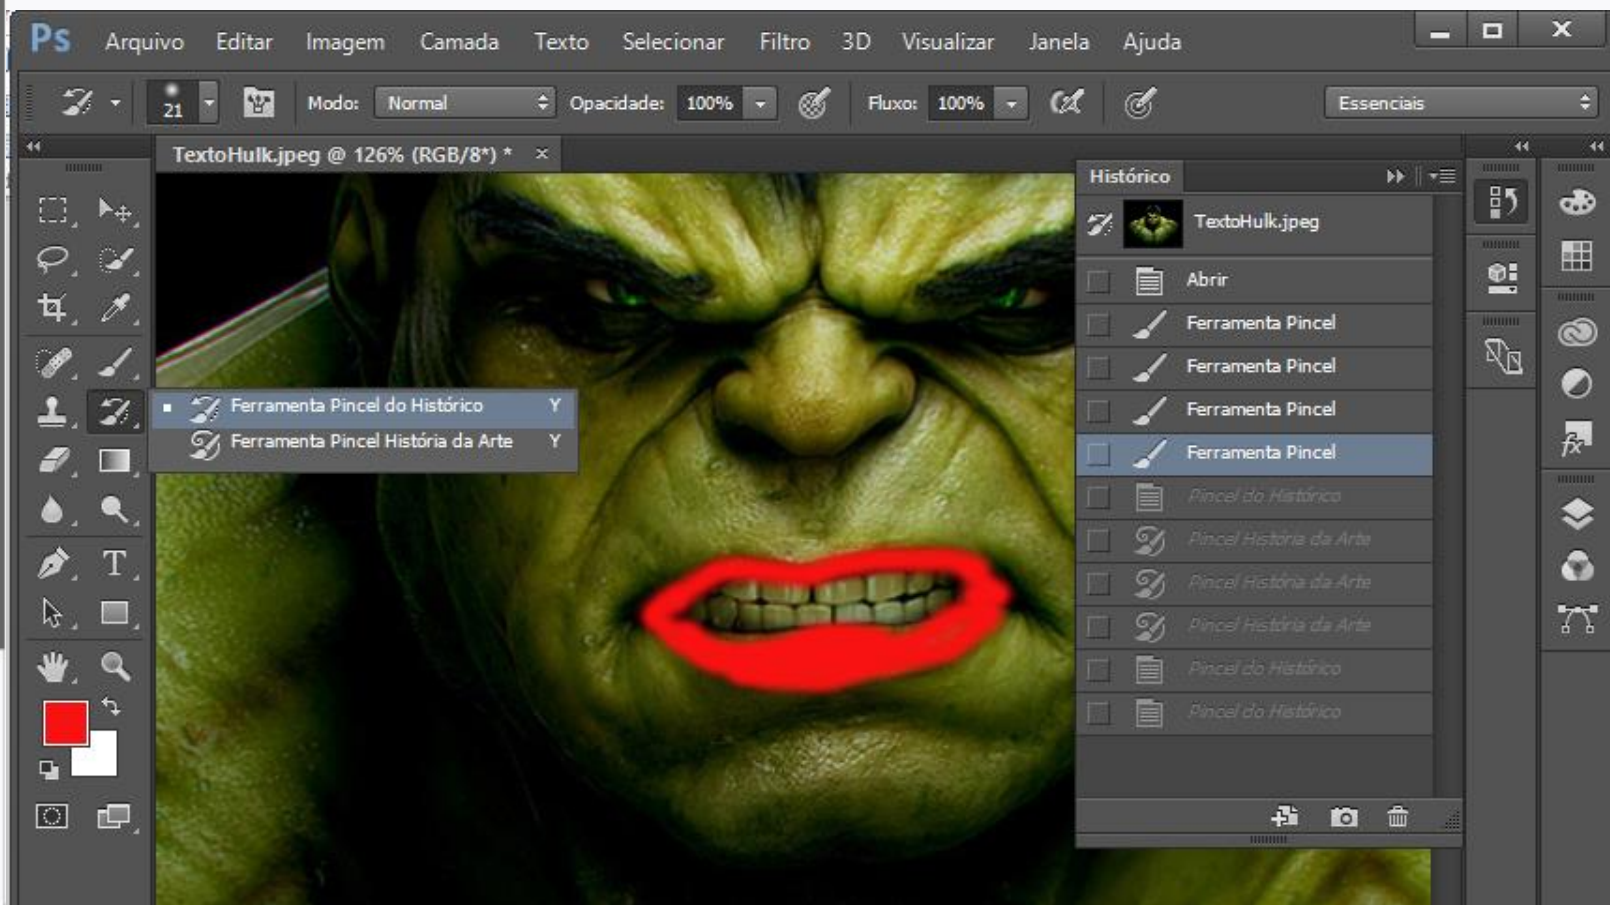 Ps Arquivo Editar Imagem Camada Texto Selecionar Filtro 3D Visualizar Janela Ajuda
21 Modo: Normal Opacidade: 100% Fluxo: 100% Essenciais
TextoHulk.jpeg @ 126% (RGB/8*) * ×
Histórico
TextoHulk.jpeg
Abrir
Ferramenta Pincel
Ferramenta Pincel
Ferramenta Pincel
Ferramenta Pincel
Pincel do Histórico
Pincel História da Arte
Pincel História da Arte
Pincel História da Arte
Pincel do Histórico
Pincel do Histórico
Ferramenta Pincel do Histórico Y
Ferramenta Pincel História da Arte Y
T
fx